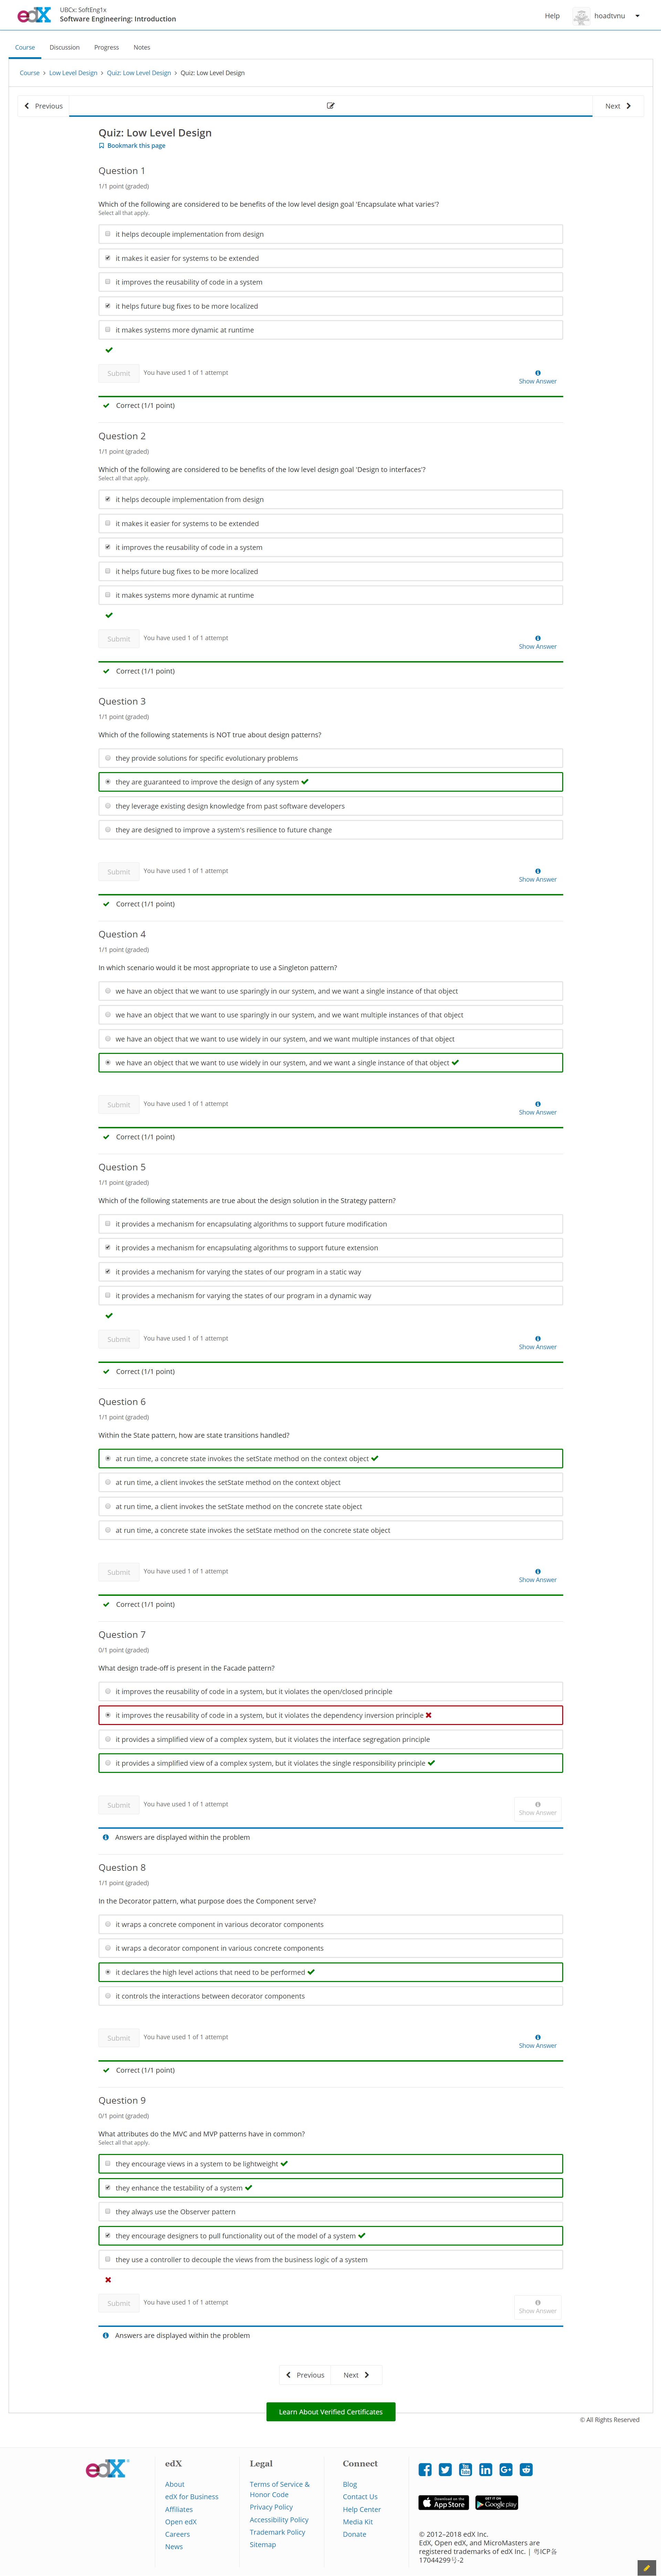 edX
UBCx: SoftEng1x
Software Engineering: Introduction
Help
hoadtvnu
Course
Discussion
Progress
Notes
Course › Low Level Design › Quiz: Low Level Design › Quiz: Low Level Design
Previous
Next
Quiz: Low Level Design
Bookmark this page
Question 1
1/1 point (graded)
Which of the following are considered to be benefits of the low level design goal 'Encapsulate what varies'?
Select all that apply.
it helps decouple implementation from design
it makes it easier for systems to be extended
it improves the reusability of code in a system
it helps future bug fixes to be more localized
it makes systems more dynamic at runtime
Submit
You have used 1 of 1 attempt
Show Answer
Correct (1/1 point)
Question 2
1/1 point (graded)
Which of the following are considered to be benefits of the low level design goal 'Design to interfaces'?
Select all that apply.
it helps decouple implementation from design
it makes it easier for systems to be extended
it improves the reusability of code in a system
it helps future bug fixes to be more localized
it makes systems more dynamic at runtime
Submit
You have used 1 of 1 attempt
Show Answer
Correct (1/1 point)
Question 3
1/1 point (graded)
Which of the following statements is NOT true about design patterns?
they provide solutions for specific evolutionary problems
they are guaranteed to improve the design of any system
they leverage existing design knowledge from past software developers
they are designed to improve a system's resilience to future change
Submit
You have used 1 of 1 attempt
Show Answer
Correct (1/1 point)
Question 4
1/1 point (graded)
In which scenario would it be most appropriate to use a Singleton pattern?
we have an object that we want to use sparingly in our system, and we want a single instance of that object
we have an object that we want to use sparingly in our system, and we want multiple instances of that object
we have an object that we want to use widely in our system, and we want multiple instances of that object
we have an object that we want to use widely in our system, and we want a single instance of that object
Submit
You have used 1 of 1 attempt
Show Answer
Correct (1/1 point)
Question 5
1/1 point (graded)
Which of the following statements are true about the design solution in the Strategy pattern?
it provides a mechanism for encapsulating algorithms to support future modification
it provides a mechanism for encapsulating algorithms to support future extension
it provides a mechanism for varying the states of our program in a static way
it provides a mechanism for varying the states of our program in a dynamic way
Submit
You have used 1 of 1 attempt
Show Answer
Correct (1/1 point)
Question 6
1/1 point (graded)
Within the State pattern, how are state transitions handled?
at run time, a concrete state invokes the setState method on the context object
at run time, a client invokes the setState method on the context object
at run time, a client invokes the setState method on the concrete state object
at run time, a concrete state invokes the setState method on the concrete state object
Submit
You have used 1 of 1 attempt
Show Answer
Correct (1/1 point)
Question 7
0/1 point (graded)
What design trade-off is present in the Facade pattern?
it improves the reusability of code in a system, but it violates the open/closed principle
it improves the reusability of code in a system, but it violates the dependency inversion principle
it provides a simplified view of a complex system, but it violates the interface segregation principle
it provides a simplified view of a complex system, but it violates the single responsibility principle
Submit
You have used 1 of 1 attempt
Show Answer
Answers are displayed within the problem
Question 8
1/1 point (graded)
In the Decorator pattern, what purpose does the Component serve?
it wraps a concrete component in various decorator components
it wraps a decorator component in various concrete components
it declares the high level actions that need to be performed
it controls the interactions between decorator components
Submit
You have used 1 of 1 attempt
Show Answer
Correct (1/1 point)
Question 9
0/1 point (graded)
What attributes do the MVC and MVP patterns have in common?
Select all that apply.
they encourage views in a system to be lightweight
they enhance the testability of a system
they always use the Observer pattern
they encourage designers to pull functionality out of the model of a system
they use a controller to decouple the views from the business logic of a system
Submit
You have used 1 of 1 attempt
Show Answer
Answers are displayed within the problem
Previous
Next
Learn About Verified Certificates
© All Rights Reserved
edX
edX
About
edX for Business
Affiliates
Open edX
Careers
News
Legal
Terms of Service &
Honor Code
Privacy Policy
Accessibility Policy
Trademark Policy
Sitemap
Connect
Blog
Contact Us
Help Center
Media Kit
Donate
Download on the
App Store
GET IT ON
Google play
© 2012–2018 edX Inc.
EdX, Open edX, and MicroMasters are
registered trademarks of edX Inc. | 粤ICP备
17044299号-2